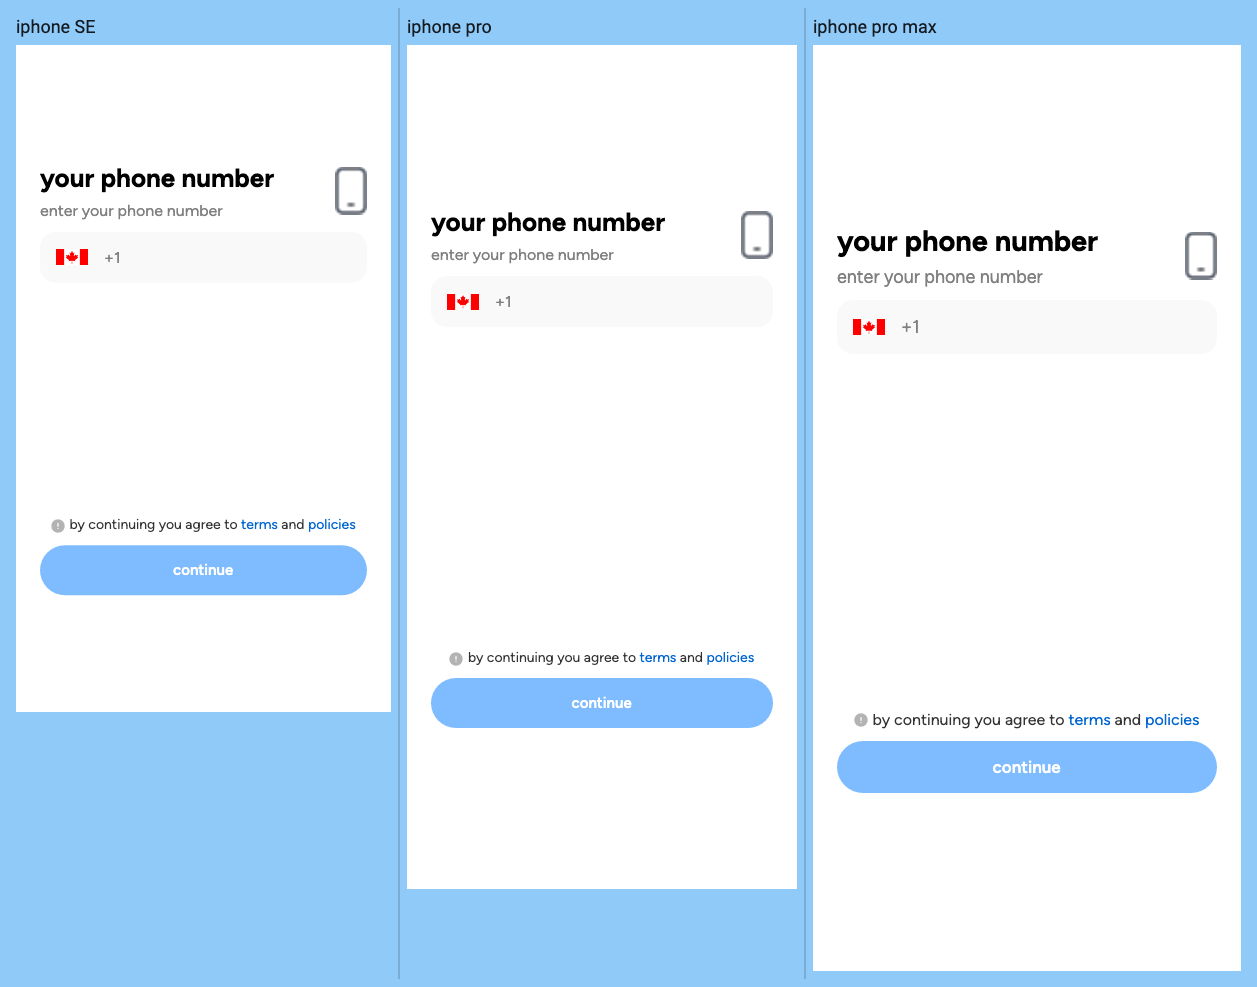 iphone SE
your phone number
enter your phone number
+1
by continuing you agree to terms and policies
continue
iphone pro
your phone number
enter your phone number
+1
by continuing you agree to terms and policies
continue
iphone pro max
your phone number
enter your phone number
+1
by continuing you agree to terms and policies
continue